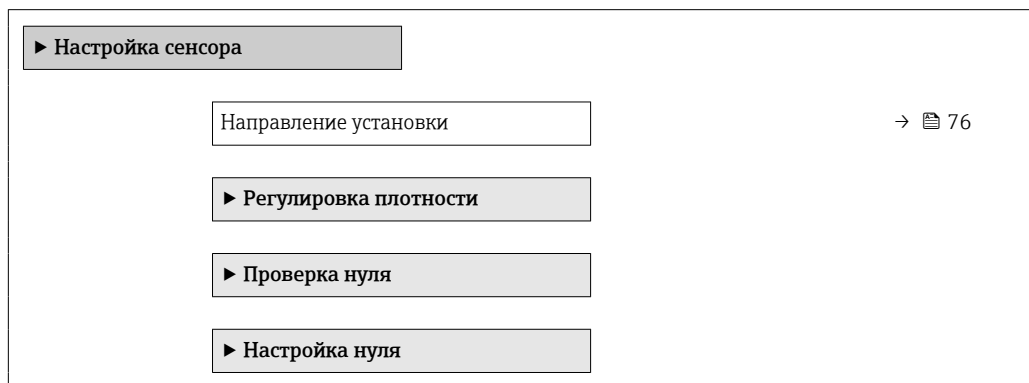 ▶ Настройка сенсора
Направление установки → 76
▶ Регулировка плотности
▶ Проверка нуля
▶ Настройка нуля